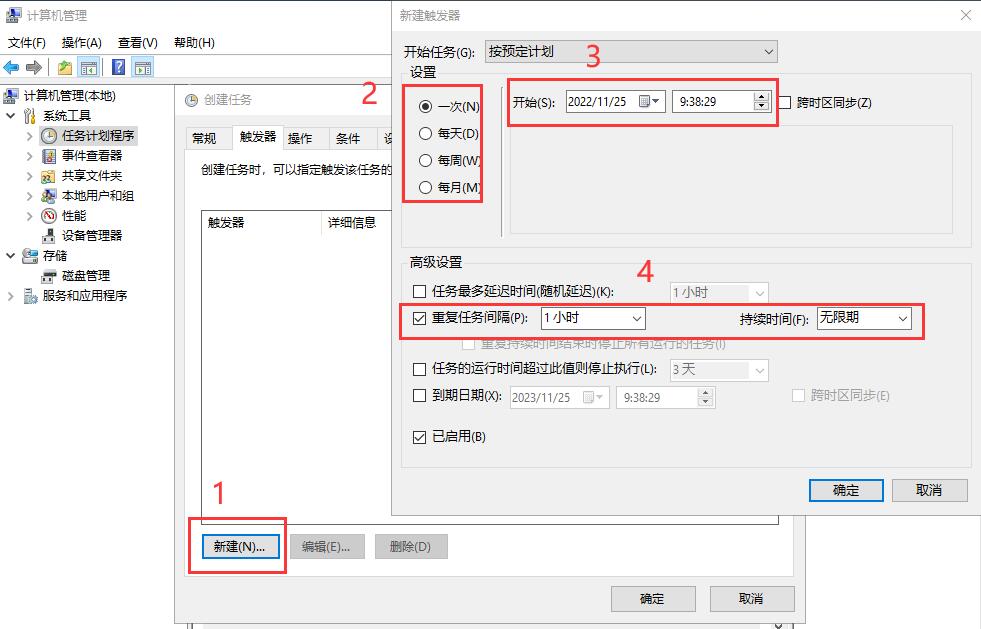 计算机管理
文件(F) 操作(A) 查看(V) 帮助(H)
计算机管理(本地)
系统工具
任务计划程序
事件查看器
共享文件夹
本地用户和组
性能
设备管理器
存储
磁盘管理
服务和应用程序
创建任务
2
常规 触发器 操作 条件
创建任务时，可以指定触发该任务的
触发器 详细信息
1
新建(N)... 编辑(E)... 删除(D)
确定 取消
新建触发器
开始任务(G): 按预定计划
3
设置
一次(N)
每天(D)
每周(W)
每月(M)
开始(S): 2022/11/25 9:38:29 跨时区同步(Z)
高级设置
4
任务最多延迟时间(随机延迟)(K): 1 小时
重复任务间隔(P): 1 小时 持续时间(F): 无限期
重复持续时间结束时停止所有运行的任务(I)
任务的运行时间超过此值则停止执行(L): 3 天
到期日期(X): 2023/11/25 9:38:29 跨时区同步(E)
已启用(B)
确定 取消